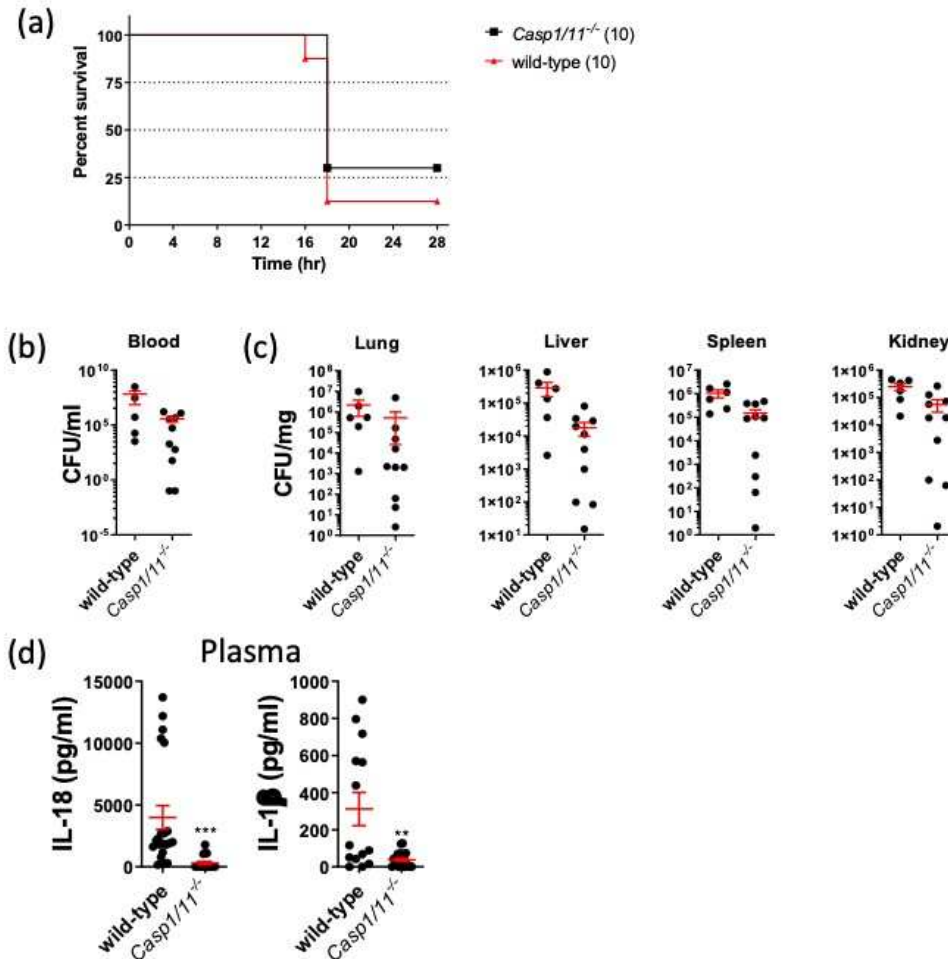 (a)
Percent survival
100
75
50
25
0
0 4 8 12 16 20 24 28
Time (hr)
Casp1/11-/- (10)
wild-type (10)
(b)
Blood
CFU/ml
10^10
10^5
10^0
10^-5
wild-type
Casp1/11-/-
(c)
Lung
CFU/mg
10^8
10^7
10^6
10^5
10^4
10^3
10^2
10^1
10^0
wild-type
Casp1/11-/-
Liver
1×10^6
1×10^5
1×10^4
1×10^3
1×10^2
1×10^1
wild-type
Casp1/11-/-
Spleen
10^7
10^6
10^5
10^4
10^3
10^2
10^1
10^0
wild-type
Casp1/11-/-
Kidney
1×10^6
1×10^5
1×10^4
1×10^3
1×10^2
1×10^1
1×10^0
wild-type
Casp1/11-/-
(d)
Plasma
IL-18 (pg/ml)
15000
10000
5000
0
***
wild-type
Casp1/11-/-
IL-1 (pg/ml)
1000
800
600
400
200
0
**
wild-type
Casp1/11-/-